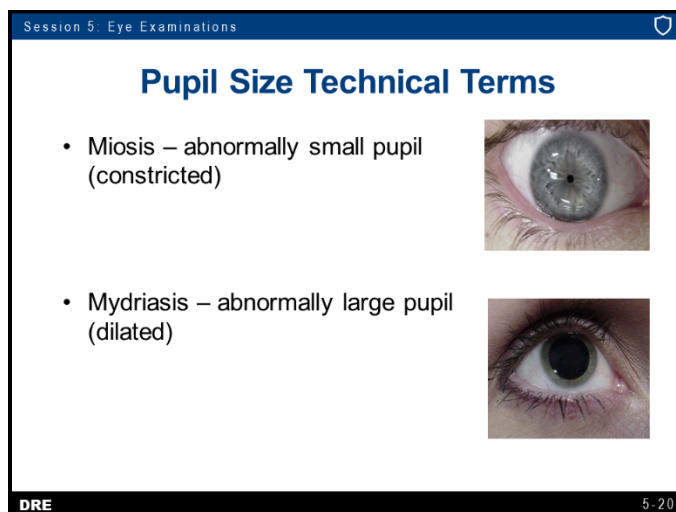 Session 5: Eye Examinations
Pupil Size Technical Terms
• Miosis – abnormally small pupil
(constricted)
• Mydriasis – abnormally large pupil
(dilated)
DRE
5-20